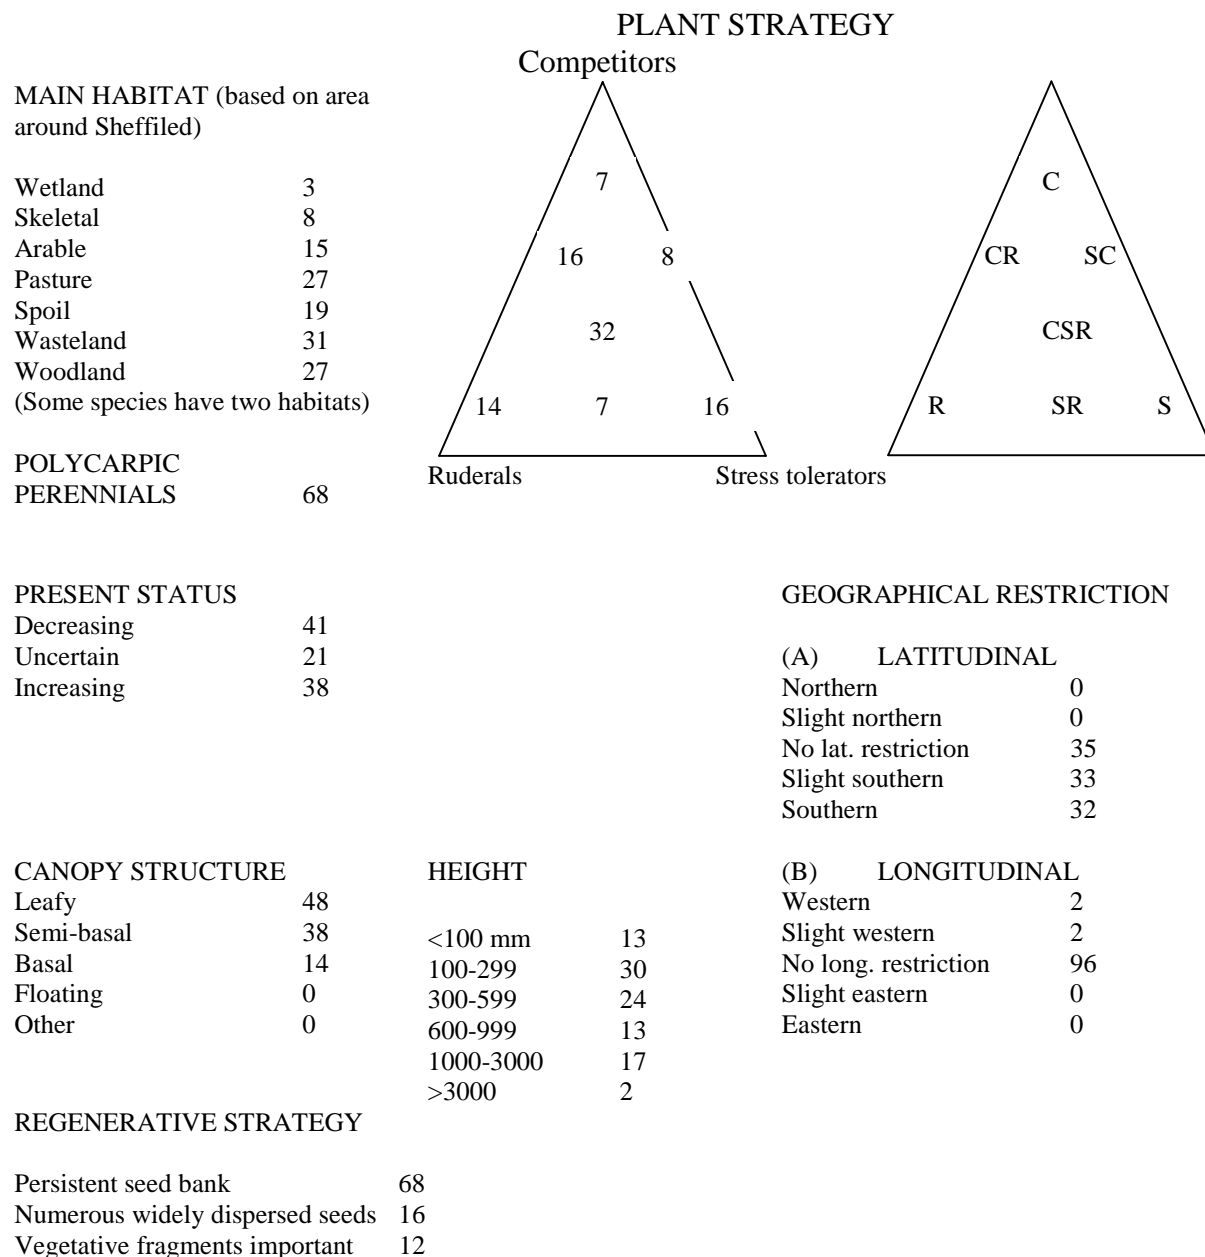 PLANT STRATEGY
Competitors
MAIN HABITAT (based on area
around Sheffiled)
Wetland 3
Skeletal 8
Arable 15
Pasture 27
Spoil 19
Wasteland 31
Woodland 27
(Some species have two habitats)
POLYCARPIC
PERENNIALS 68
7
16 8
32
14 7 16
Ruderals Stress tolerators
C
CR SC
CSR
R SR S
PRESENT STATUS
Decreasing 41
Uncertain 21
Increasing 38
GEOGRAPHICAL RESTRICTION
(A) LATITUDINAL
Northern 0
Slight northern 0
No lat. restriction 35
Slight southern 33
Southern 32
CANOPY STRUCTURE
Leafy 48
Semi-basal 38
Basal 14
Floating 0
Other 0
HEIGHT
<100 mm 13
100-299 30
300-599 24
600-999 13
1000-3000 17
>3000 2
(B) LONGITUDINAL
Western 2
Slight western 2
No long. restriction 96
Slight eastern 0
Eastern 0
REGENERATIVE STRATEGY
Persistent seed bank 68
Numerous widely dispersed seeds 16
Vegetative fragments important 12